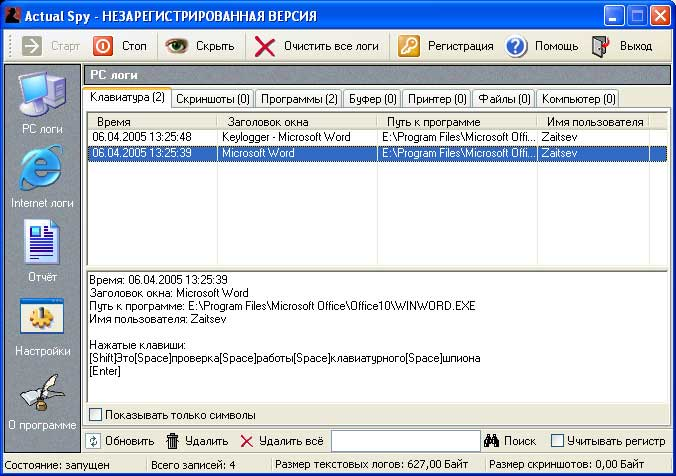 Actual Spy - НЕЗАРЕГИСТРИРОВАННАЯ ВЕРСИЯ
Старт Стоп Скрыть Очистить все логи Регистрация Помощь Выход
PC логи
Internet логи
Отчёт
Настройки
О программе
PC логи
Клавиатура (2) Скриншоты (0) Программы (2) Буфер (0) Принтер (0) Файлы (0) Компьютер (0)
Время Заголовок окна Путь к программе Имя пользователя
06.04.2005 13:25:48 Keylogger - Microsoft Word E:\Program Files\Microsoft Offi... Zaitsev
06.04.2005 13:25:39 Microsoft Word E:\Program Files\Microsoft Offi... Zaitsev
Время: 06.04.2005 13:25:39
Заголовок окна: Microsoft Word
Путь к программе: E:\Program Files\Microsoft Office\Office10\WINWORD.EXE
Имя пользователя: Zaitsev
Нажатые клавиши:
[Shift]Это[Space]проверка[Space]работы[Space]клавиатурного[Space]шпиона
[Enter]
Показывать только символы
Обновить Удалить Удалить всё Поиск Учитывать регистр
Состояние: запущен Всего записей: 4 Размер текстовых логов: 627,00 Байт Размер скриншотов: 0,00 Байт